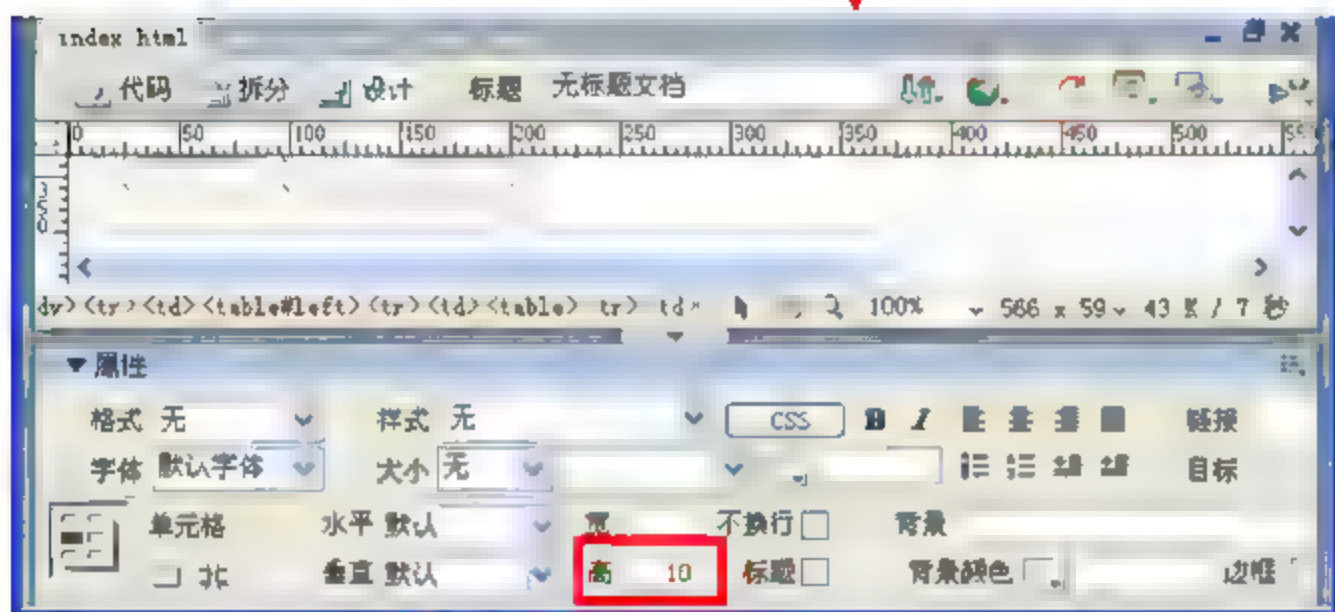 index html
代码 拆分 设计 标题 无标题文档
0 50 100 150 200 250 300 350 400 450 500
<tr><td><table#left><tr><td><table> tr> td 100% 566 x 59 43 K / 7 秒
属性
格式 无 样式 无 CSS B I 链接
字体 默认字体 大小 无 目标
单元格 水平 默认 宽 不换行 背景
垂直 默认 高 10 标题 背景颜色 边框